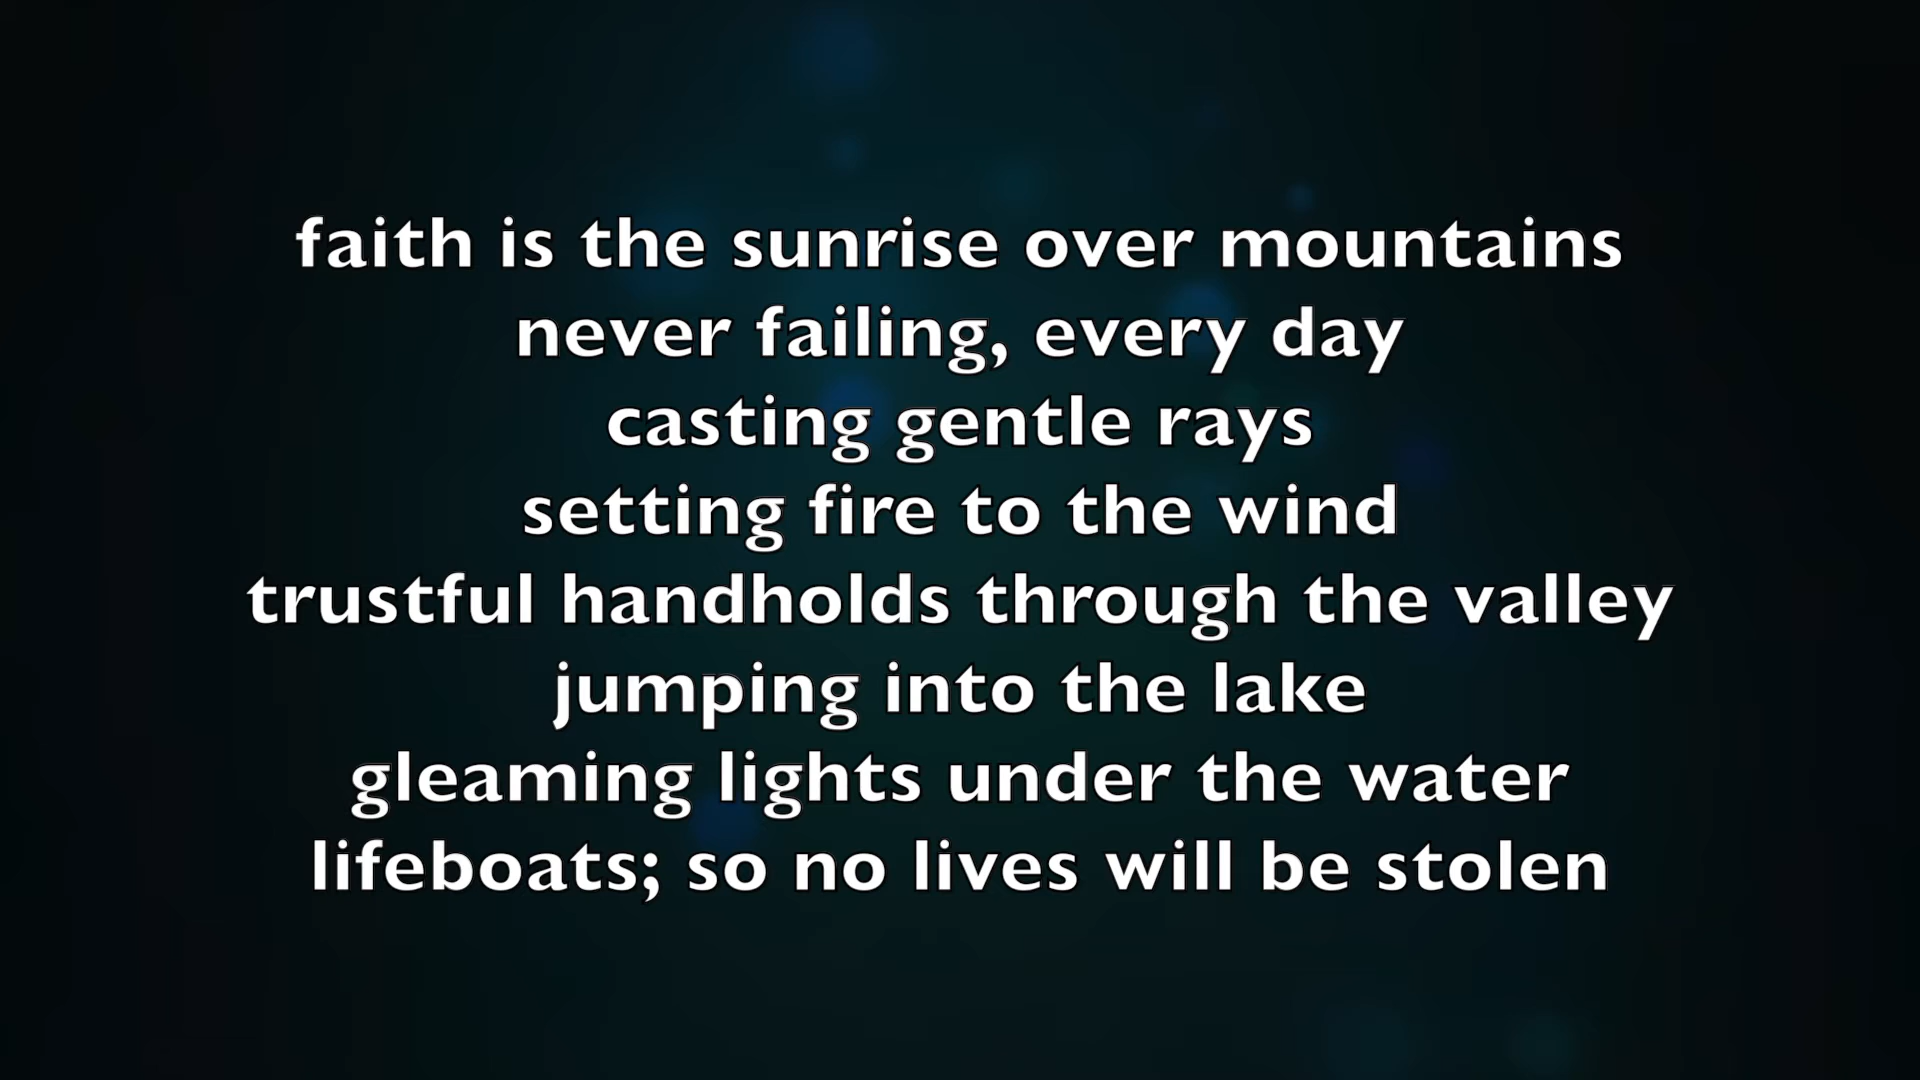 faith is the sunrise over mountains
never failing, every day
casting gentle rays
setting fire to the wind
trustful handholds through the valley
jumping into the lake
gleaming lights under the water
lifeboats; so no lives will be stolen